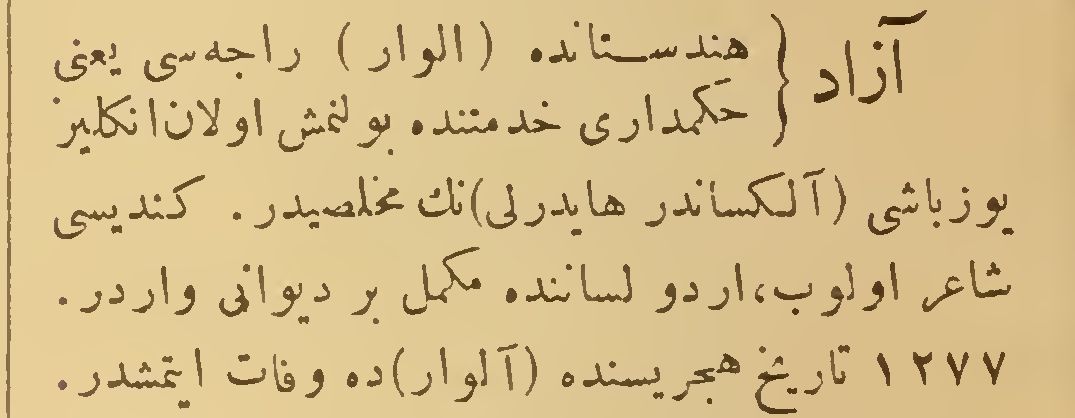 آزاد } هندستانده (الوار) راجه‌سی یعنی
حکمداری خدمتنده بولنمش اولان انکلیز
یوزباشی (آلکساندر هایدرلی)نك مخلصیدر. کندیسی
شاعر اولوب، اردو لساننده مکمل بر دیوانی واردر.
۱۲۷۷ تاریخ هجریسنده (آلوار)ده وفات ایتمشدر.